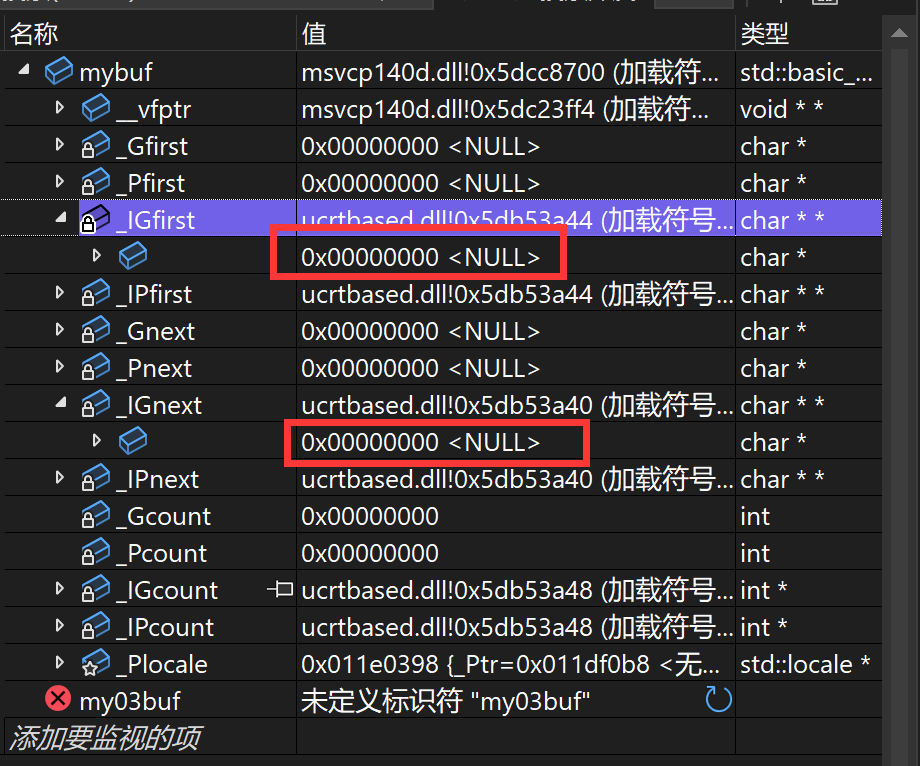 名称 值 类型
mybuf msvcp140d.dll!0x5dcc8700 (加载符... std::basic_...
__vfptr msvcp140d.dll!0x5dc23ff4 (加载符... void * *
_Gfirst 0x00000000 <NULL> char *
_Pfirst 0x00000000 <NULL> char *
_IGfirst ucrtbased.dll!0x5db53a44 (加载符号... char * *
0x00000000 <NULL> char *
_IPfirst ucrtbased.dll!0x5db53a44 (加载符号... char * *
_Gnext 0x00000000 <NULL> char *
_Pnext 0x00000000 <NULL> char *
_IGnext ucrtbased.dll!0x5db53a40 (加载符号... char * *
0x00000000 <NULL> char *
_IPnext ucrtbased.dll!0x5db53a40 (加载符号... char * *
_Gcount 0x00000000 int
_Pcount 0x00000000 int
_IGcount ucrtbased.dll!0x5db53a48 (加载符号... int *
_IPcount ucrtbased.dll!0x5db53a48 (加载符号... int *
_Plocale 0x011e0398 {_Ptr=0x011df0b8 <无... std::locale *
my03buf 未定义标识符 "my03buf"
添加要监视的项